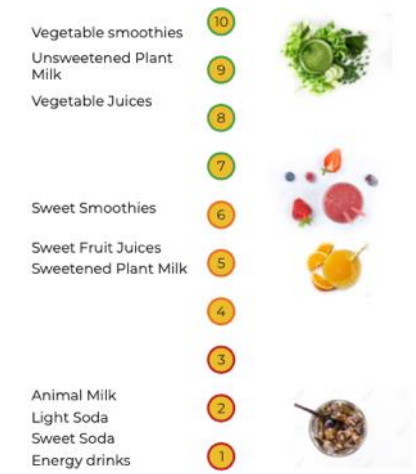 10
Vegetable smoothies
Unsweetened Plant
Milk
9
Vegetable Juices
8
7
Sweet Smoothies
6
Sweet Fruit Juices
5
Sweetened Plant Milk
4
3
Animal Milk
2
Light Soda
Sweet Soda
1
Energy drinks